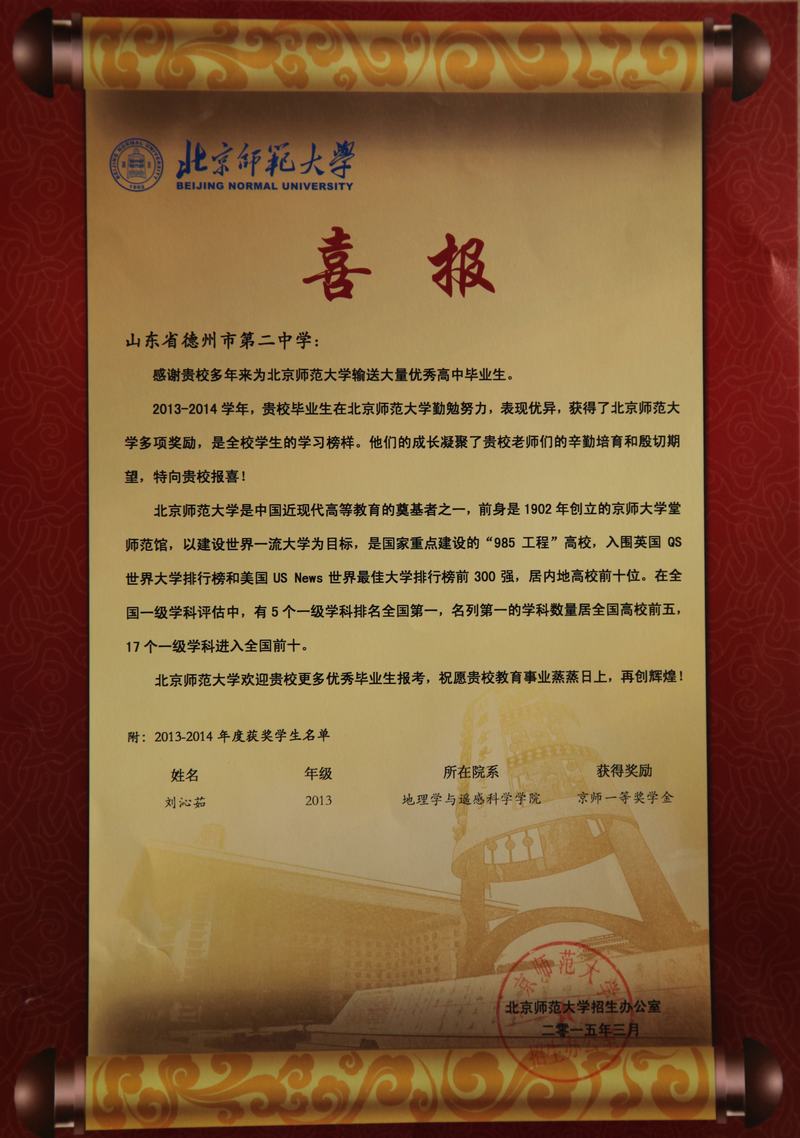 北京师范大学
BEIJING NORMAL UNIVERSITY
喜 报
山东省德州市第二中学：
感谢贵校多年来为北京师范大学输送大量优秀高中毕业生。
2013-2014 学年，贵校毕业生在北京师范大学勤勉努力，表现优异，获得了北京师范大
学多项奖励，是全校学生的学习榜样。他们的成长凝聚了贵校老师们的辛勤培育和殷切期
望，特向贵校报喜！
北京师范大学是中国近现代高等教育的奠基者之一，前身是 1902 年创立的京师大学堂
师范馆，以建设世界一流大学为目标，是国家重点建设的“985 工程”高校，入围英国 QS
世界大学排行榜和美国 US News 世界最佳大学排行榜前 300 强，居内地高校前十位。在全
国一级学科评估中，有 5 个一级学科排名全国第一，名列第一的学科数量居全国高校前五，
17 个一级学科进入全国前十。
北京师范大学欢迎贵校更多优秀毕业生报考，祝愿贵校教育事业蒸蒸日上，再创辉煌！
附：2013-2014 年度获奖学生名单
姓名 年级 所在院系 获得奖励
刘沁茹 2013 地理学与遥感科学学院 京师一等奖学金
北京师范大学招生办公室
二零一五年三月